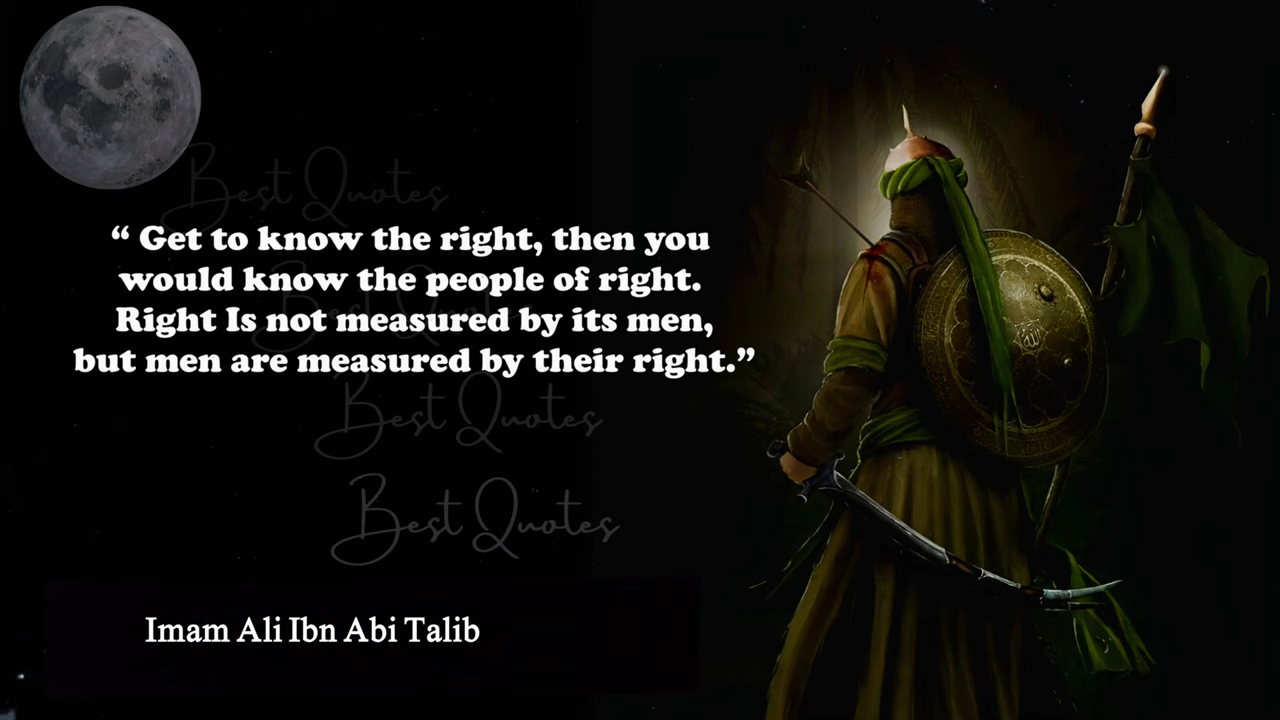 Best Quotes
“ Get to know the right, then you
would know the people of right.
Best Quotes
Right Is not measured by its men,
but men are measured by their right.”
Best Quotes
Best Quotes
Imam Ali Ibn Abi Talib